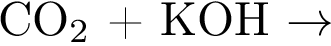 CO₂ + KOH →